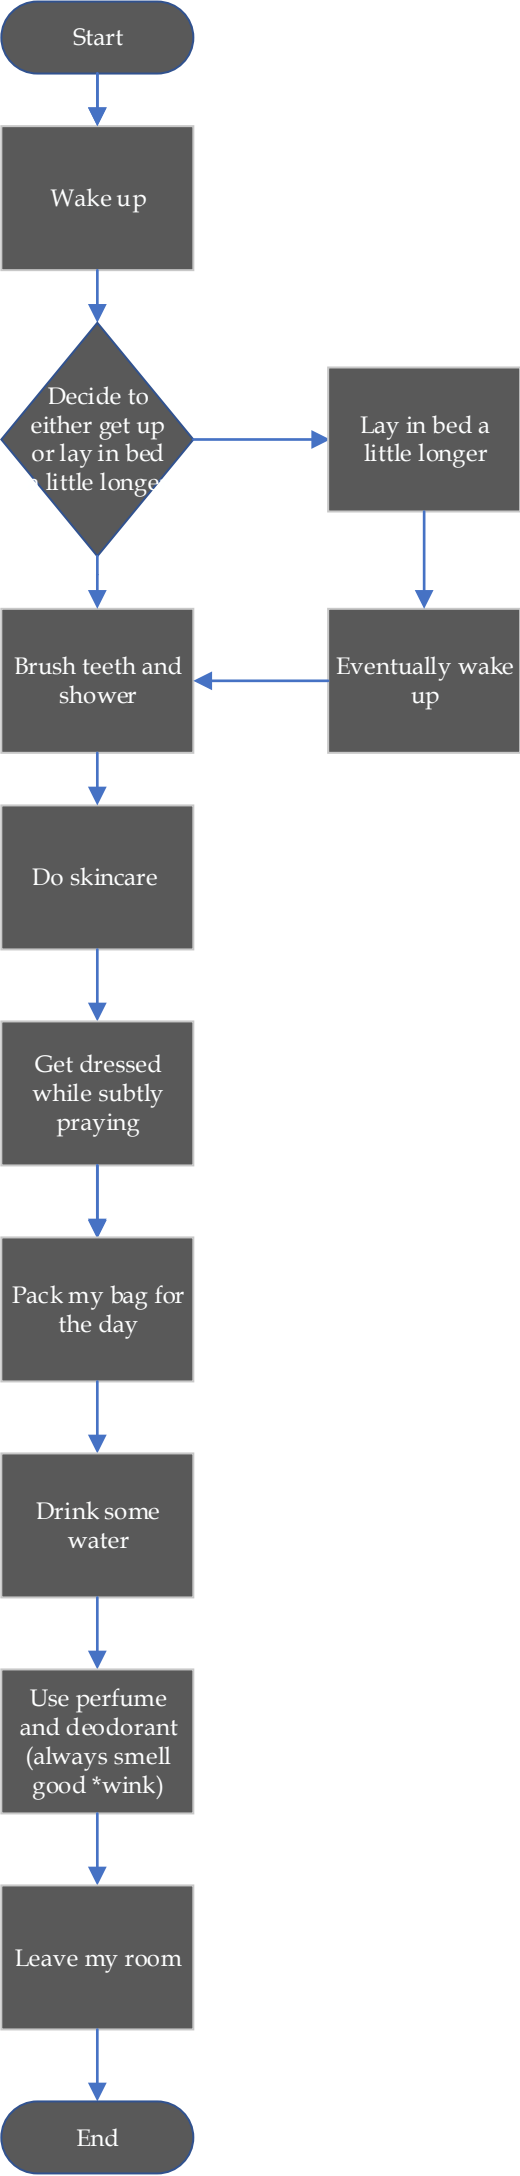 Start
Wake up
Decide to
either get up
or lay in bed
a little longer
Lay in bed a
little longer
Brush teeth and
shower
Eventually wake
up
Do skincare
Get dressed
while subtly
praying
Pack my bag for
the day
Drink some
water
Use perfume
and deodorant
(always smell
good *wink)
Leave my room
End